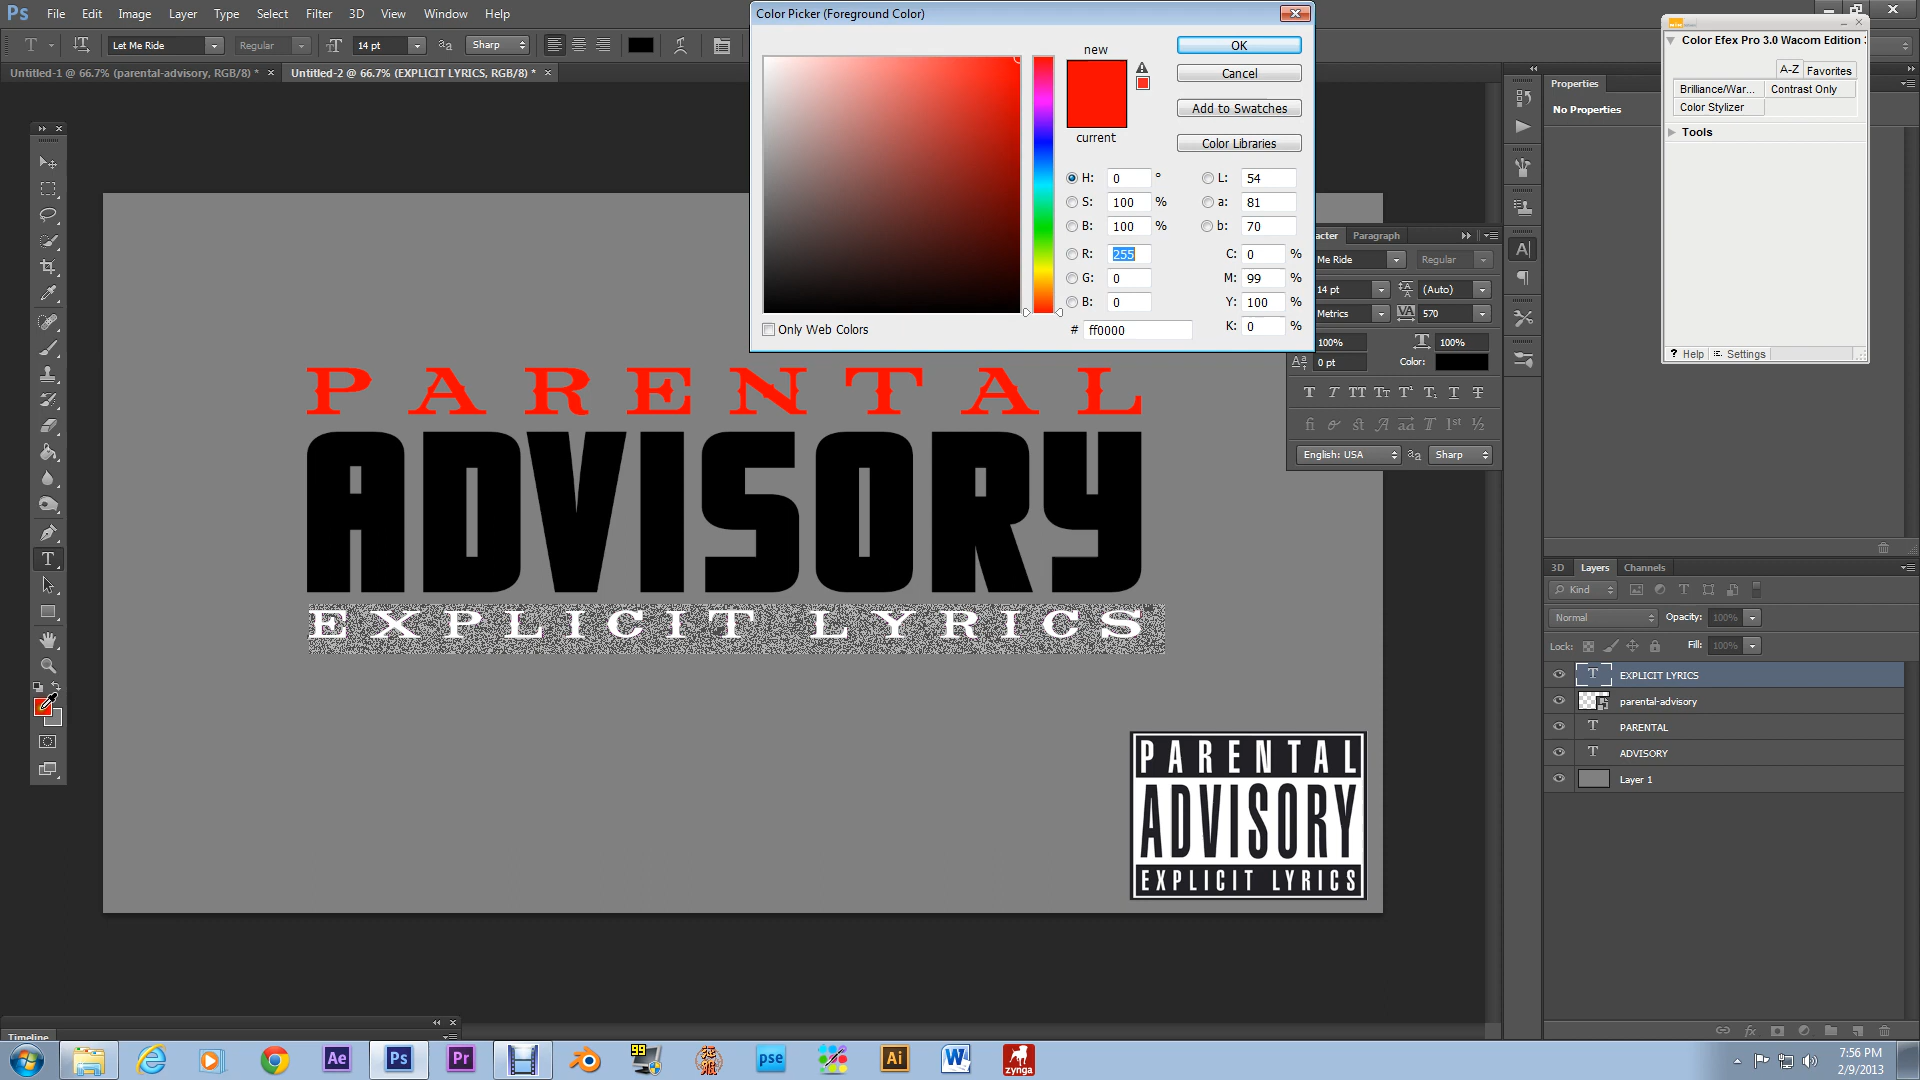 Ps File Edit Image Layer Type Select Filter 3D View Window Help
Let Me Ride Regular 14 pt Sharp
Untitled-1 @ 66.7% (parental-advisory, RGB/8) * × Untitled-2 @ 66.7% (EXPLICIT LYRICS, RGB/8) * ×
Color Picker (Foreground Color)
new
current
OK
Cancel
Add to Swatches
Color Libraries
H: 0 °
S: 100 %
B: 100 %
R: 255
G: 0
B: 0
# ff0000
L: 54
a: 81
b: 70
C: 0 %
M: 99 %
Y: 100 %
K: 0 %
Only Web Colors
Color Efex Pro 3.0 Wacom Edition
A-Z Favorites
Brilliance/War... Contrast Only
Color Stylizer
Tools
Help Settings
Properties
No Properties
Paragraph
Me Ride Regular
14 pt (Auto)
Metrics 570
100% 100%
0 pt Color:
English: USA Sharp
PARENTAL
ADVISORY
EXPLICIT LYRICS
PARENTAL
ADVISORY
EXPLICIT LYRICS
3D Layers Channels
Kind
Normal Opacity: 100%
Lock: Fill: 100%
EXPLICIT LYRICS
parental-advisory
PARENTAL
ADVISORY
Layer 1
Timeline
Ae Ps Pr 99 pse Ai W zynga
7:56 PM
2/9/2013